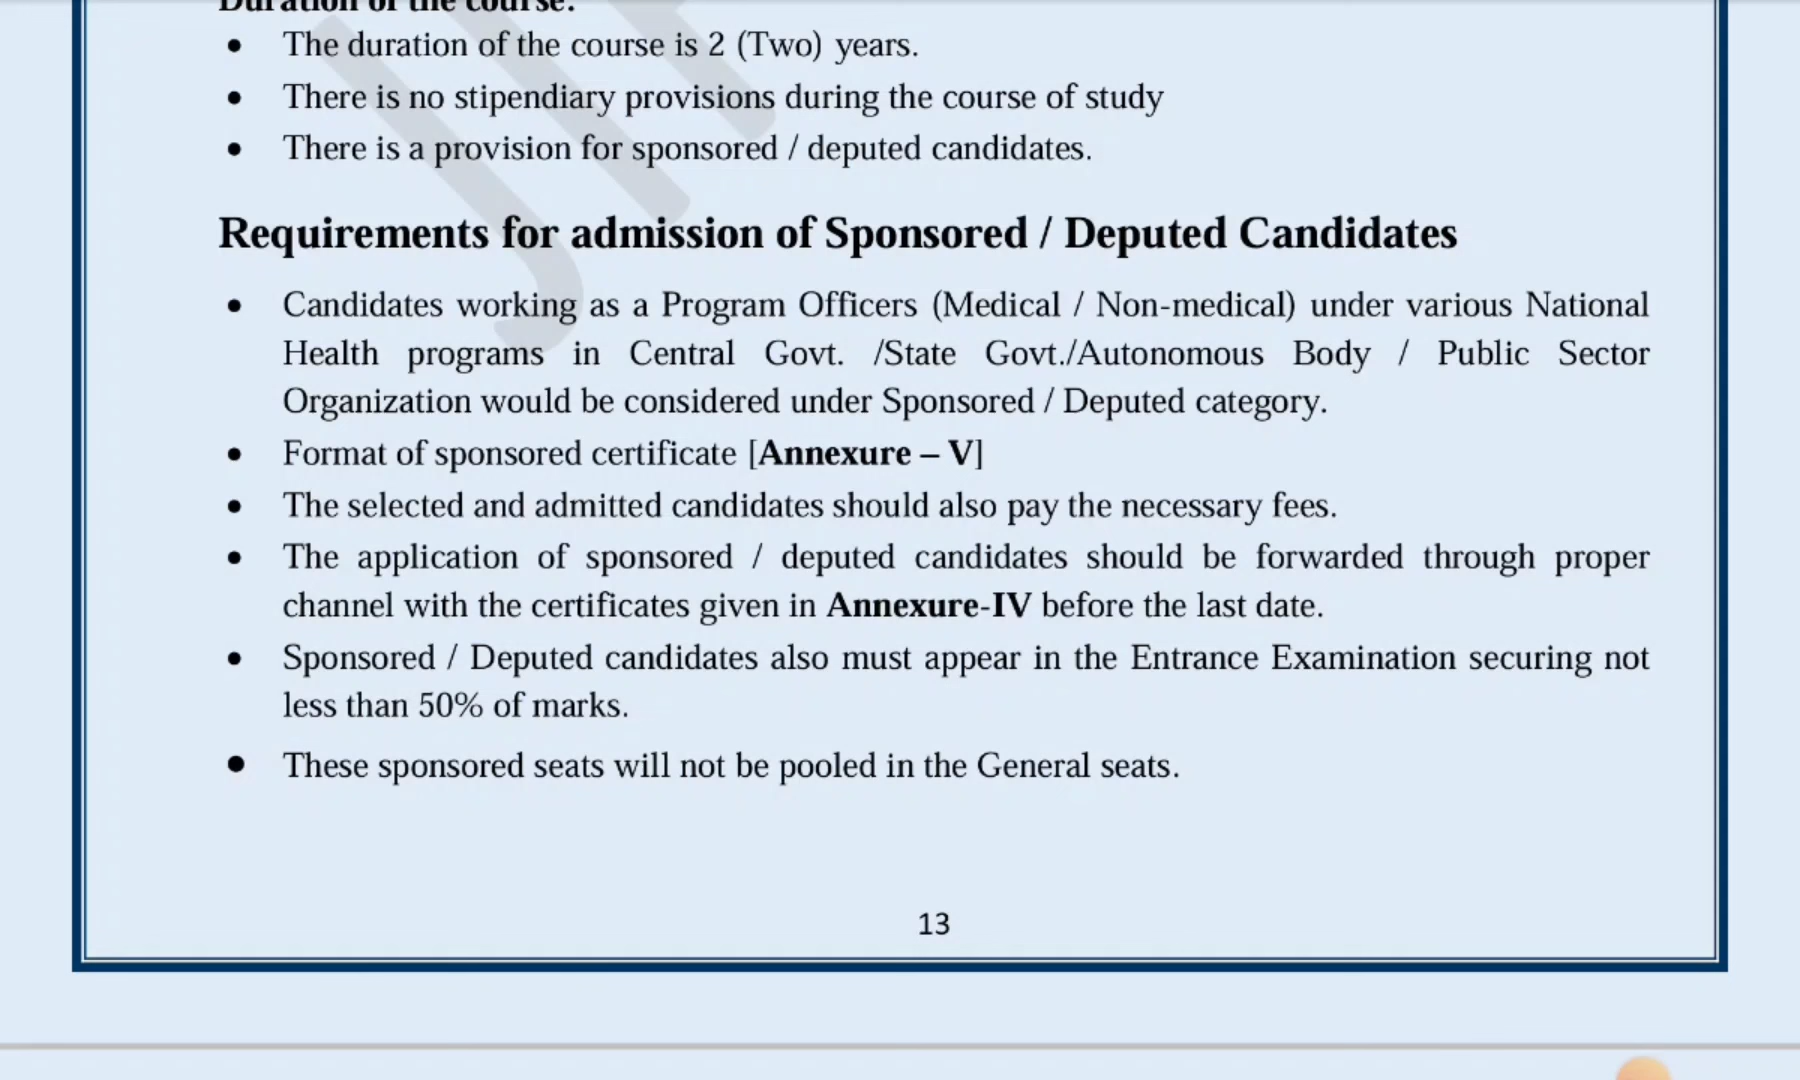 Duration of the course:
• The duration of the course is 2 (Two) years.
• There is no stipendiary provisions during the course of study
• There is a provision for sponsored / deputed candidates.
Requirements for admission of Sponsored / Deputed Candidates
• Candidates working as a Program Officers (Medical / Non-medical) under various National
Health programs in Central Govt. /State Govt./Autonomous Body / Public Sector
Organization would be considered under Sponsored / Deputed category.
• Format of sponsored certificate [Annexure – V]
• The selected and admitted candidates should also pay the necessary fees.
• The application of sponsored / deputed candidates should be forwarded through proper
channel with the certificates given in Annexure-IV before the last date.
• Sponsored / Deputed candidates also must appear in the Entrance Examination securing not
less than 50% of marks.
• These sponsored seats will not be pooled in the General seats.
13